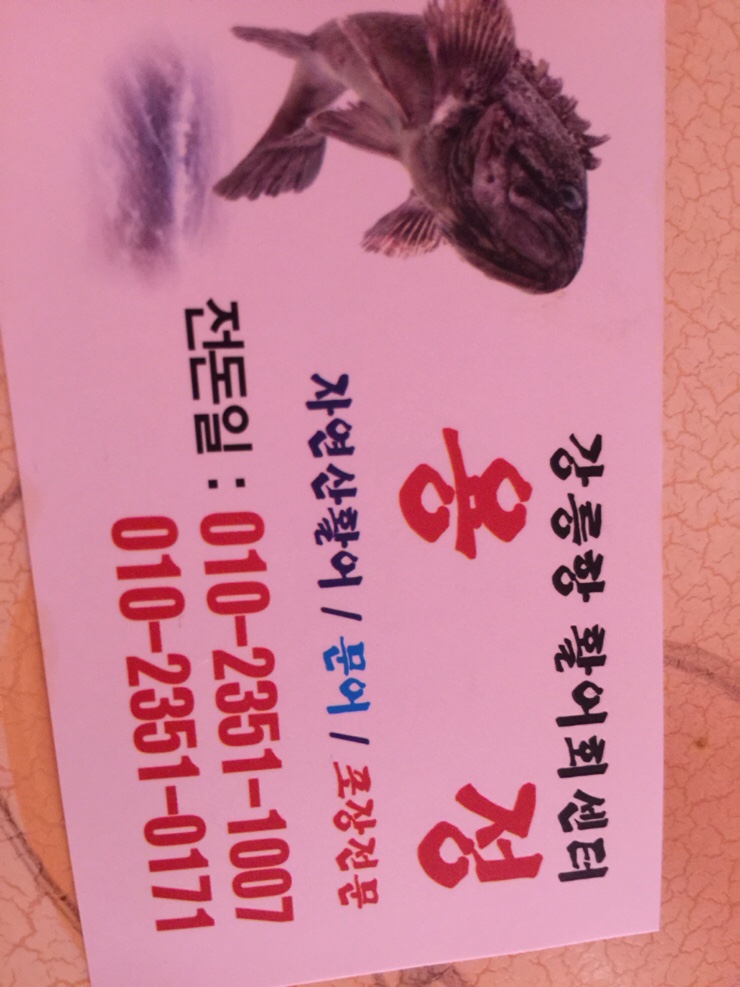 강릉항 활어회센터
용정
자연산활어 / 문어 / 포장전문
전도일 : 010-2351-1007
010-2351-0171